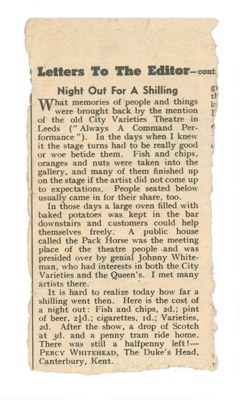 Letters To The Editor—cont
Night Out For A Shilling
What memories of people and things
were brought back by the mention
of the old City Varieties Theatre in
Leeds ("Always A Command Per-
formance"). In the days when I knew
it the stage turns had to be really good
or woe betide them. Fish and chips,
oranges and nuts were taken into the
gallery, and many of them finished up
on the stage if the artist did not come up
to expectations. People seated below
usually came in for their share, too.
In those days a large oven filled with
baked potatoes was kept in the bar
downstairs and customers could help
themselves freely. A public house
called the Pack Horse was the meeting
place of the theatre people and was
presided over by genial Johnny White-
man, who had interests in both the City
Varieties and the Queen's. I met many
artists there.
It is hard to realize today how far a
shilling went then. Here is the cost of
a night out: Fish and chips, 2d.; pint
of beer, 2½d.; cigarettes, 1d.; Varieties,
2d. After the show, a drop of Scotch
at 3d. and a penny tram ride home.
There was still a halfpenny left!—
PERCY WHITEHEAD, The Duke's Head,
Canterbury, Kent.